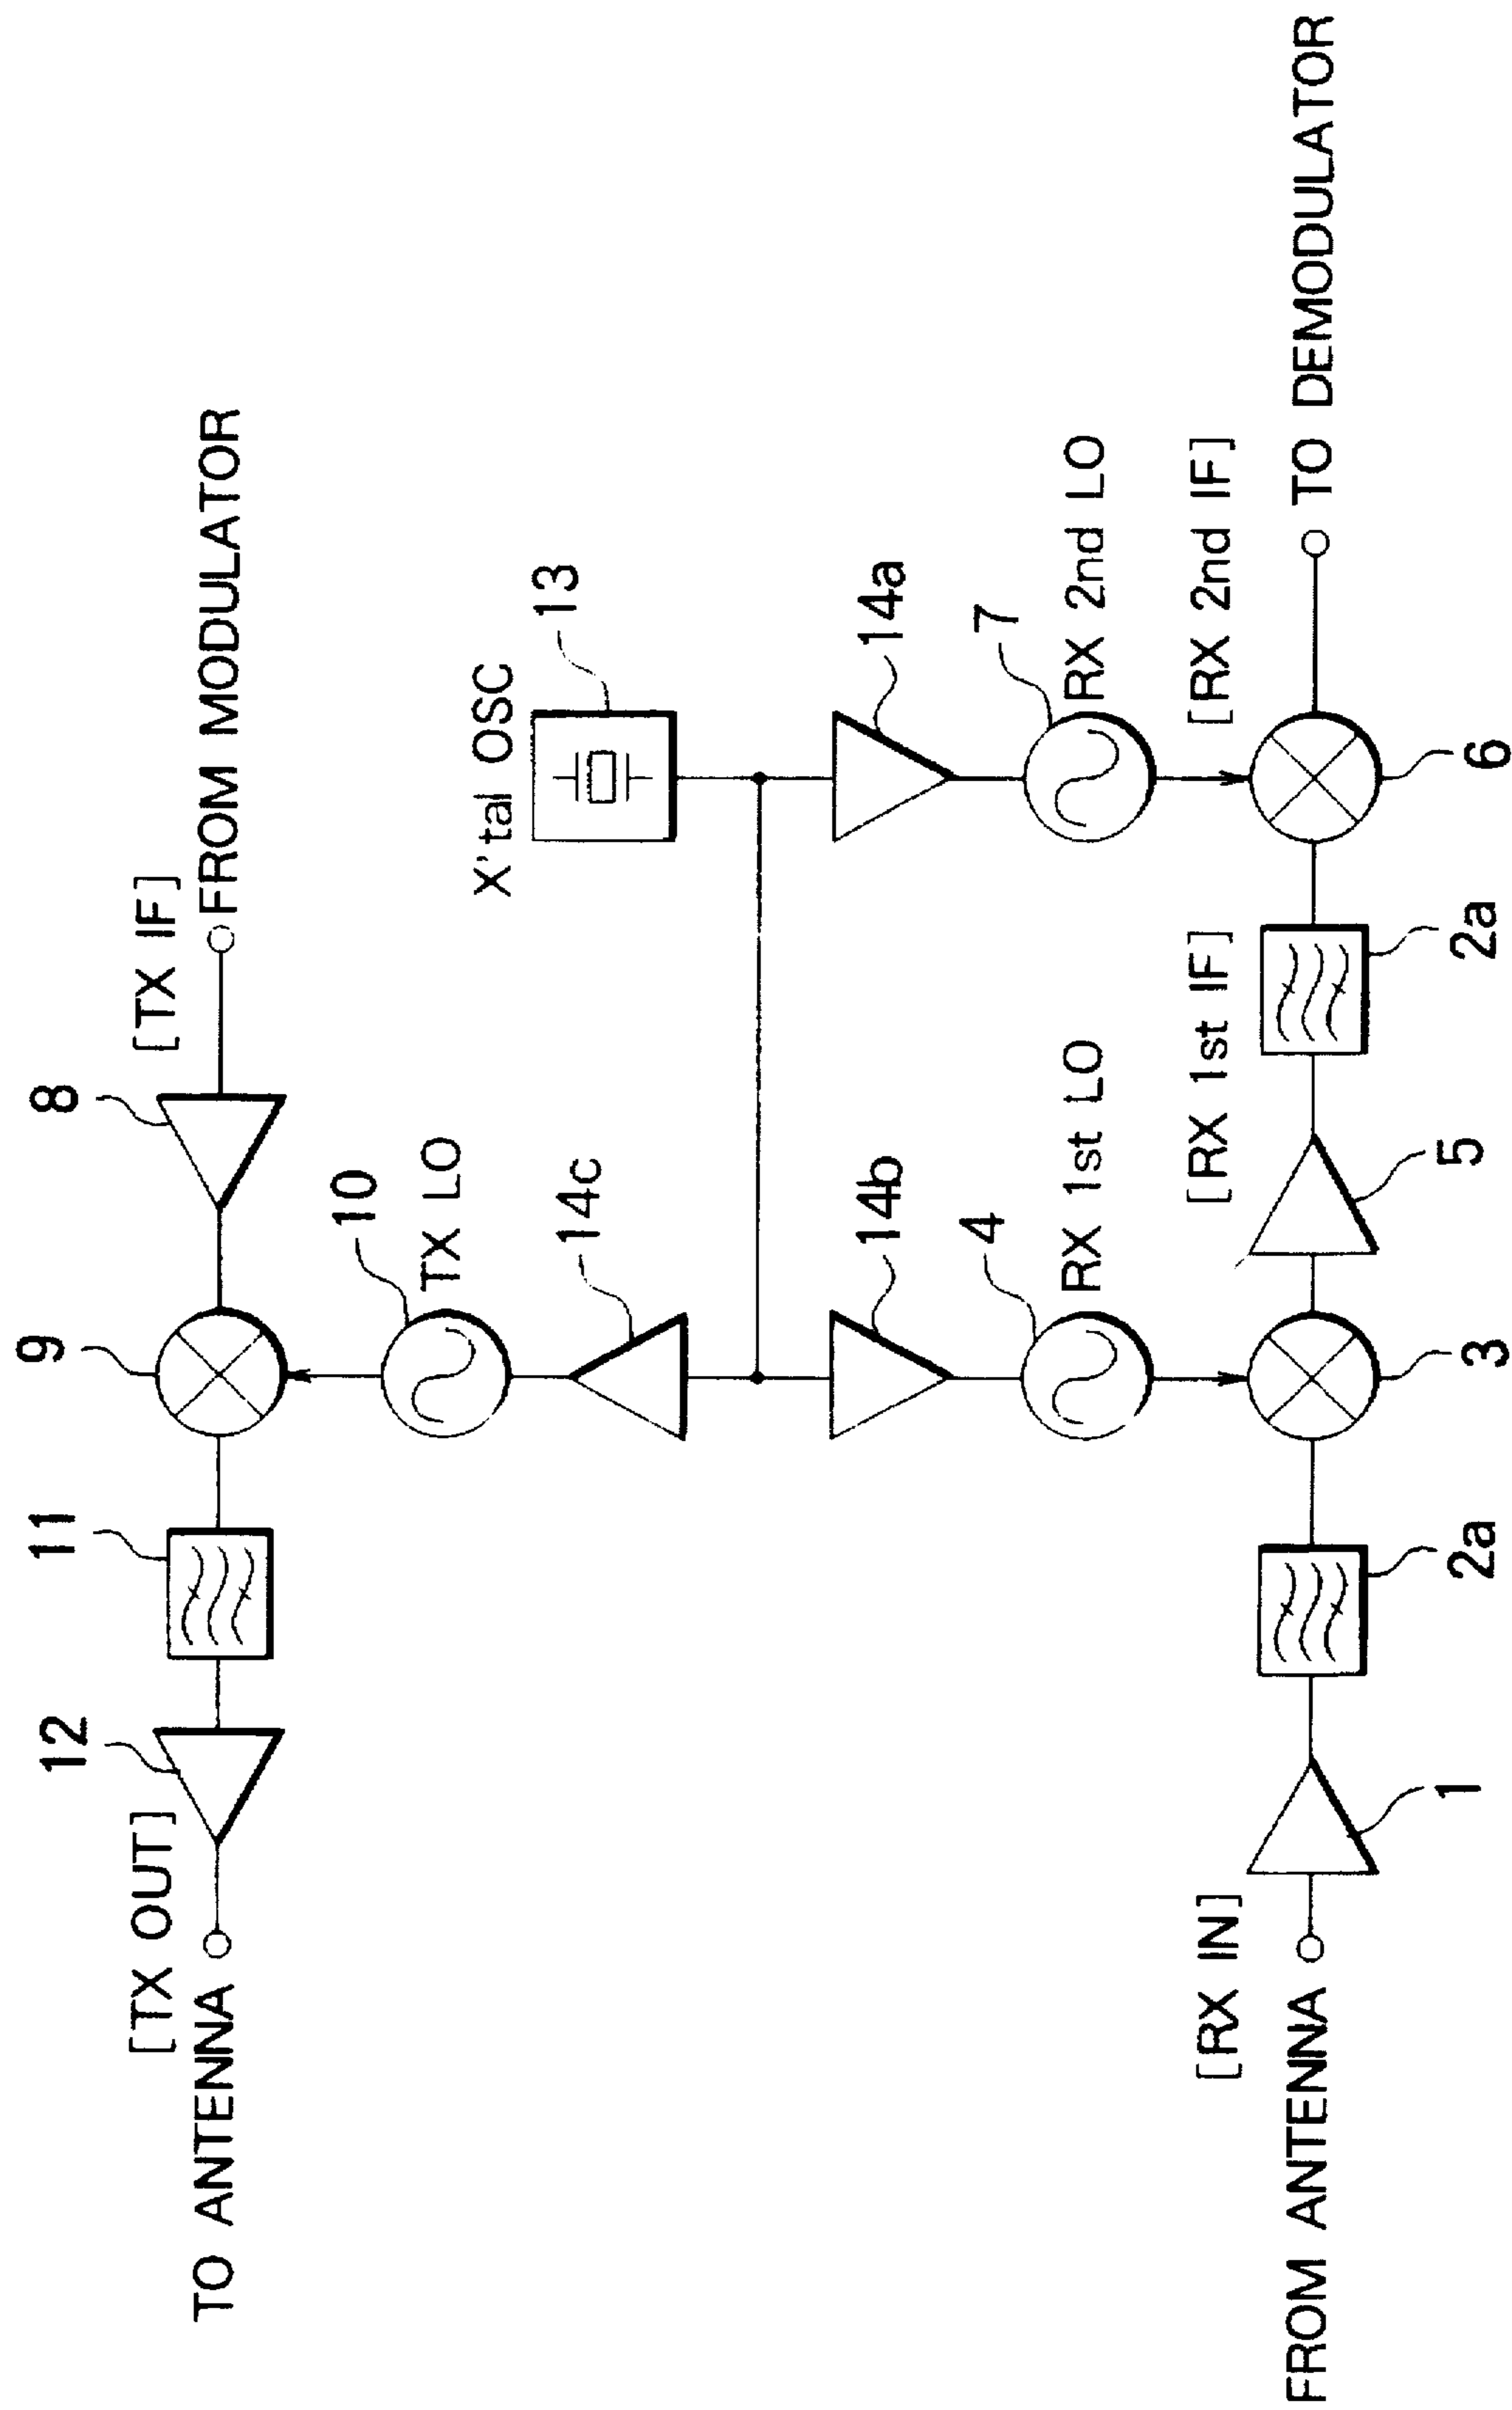 12
11
9
8
[TX OUT]
[TX IF]
TO ANTENNA
FROM MODULATOR
10
TX LO
X'tal OSC
13
14c
14b
14a
4
7
RX 1st LO
RX 2nd LO
[RX IN]
[RX 1st IF]
[RX 2nd IF]
FROM ANTENNA
TO DEMODULATOR
1
2a
3
5
2a
6